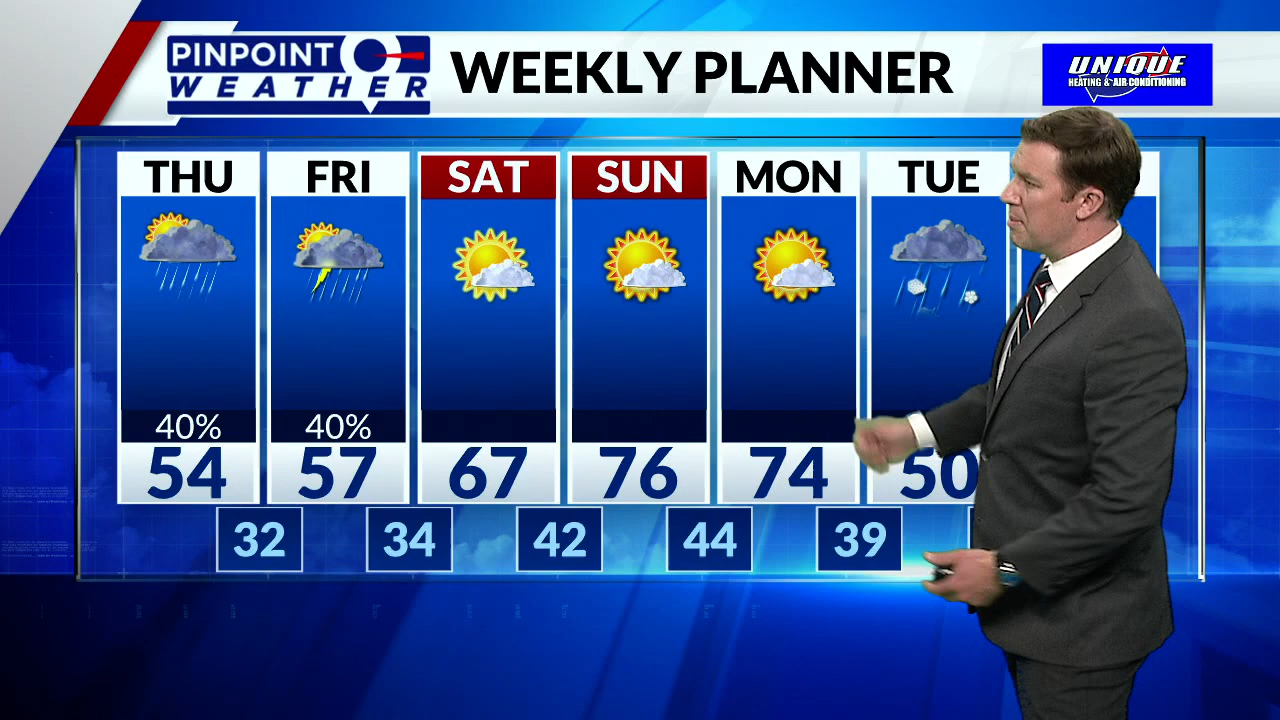 PINPOINT
WEATHER
WEEKLY PLANNER
UNIQUE
HEATING & AIR CONDITIONING
THU FRI SAT SUN MON TUE
40% 40%
54 57 67 76 74 50
32 34 42 44 39